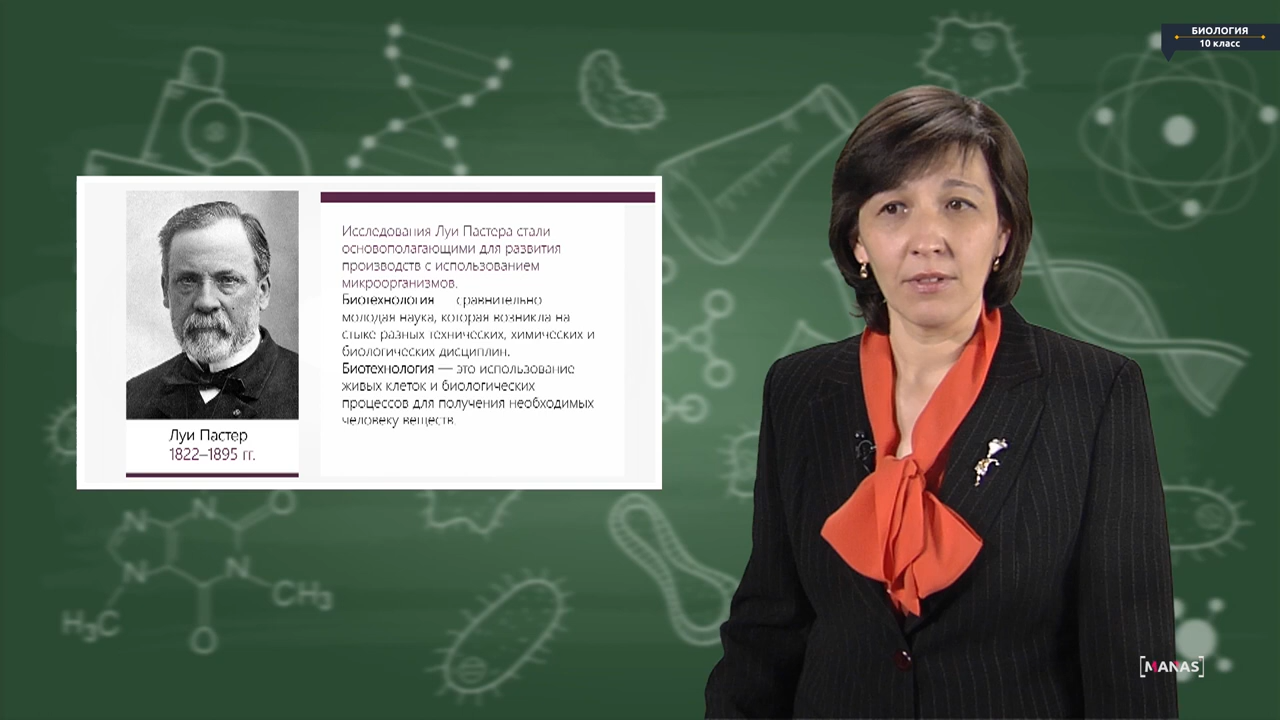 БИОЛОГИЯ
10 класс
Исследования Луи Пастера стали
основополагающими для развития
производств с использованием
микроорганизмов.
Биотехнология — сравнительно
молодая наука, которая возникла на
стыке разных технических, химических и
биологических дисциплин.
Биотехнология — это использование
живых клеток и биологических
процессов для получения необходимых
человеку веществ.
Луи Пастер
1822–1895 гг.
N
N
O
N
N
CH₃
H₃C
O
[MANAS]